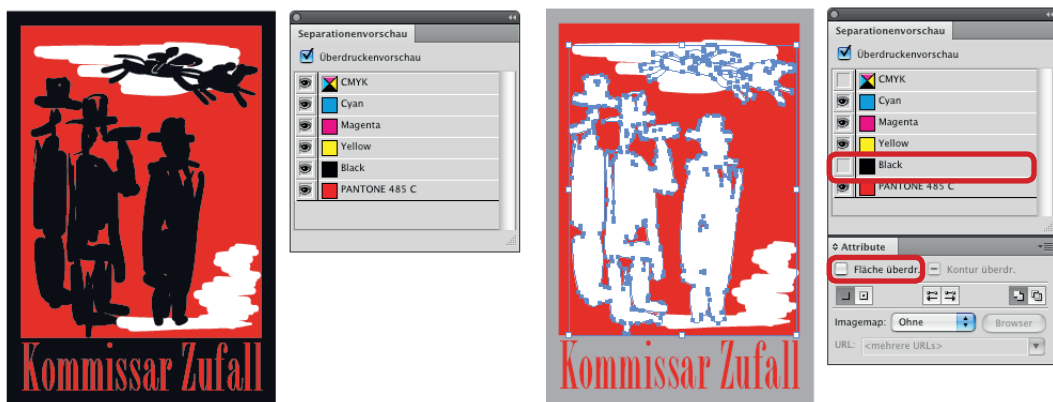 Separationenvorschau
Überdruckenvorschau
CMYK
Cyan
Magenta
Yellow
Black
PANTONE 485 C
Kommissar Zufall
Separationenvorschau
Überdruckenvorschau
CMYK
Cyan
Magenta
Yellow
Black
PANTONE 485 C
Attribute
Fläche überdr. Kontur überdr.
Imagemap: Ohne Browser
URL: <mehrere URLs>
Kommissar Zufall